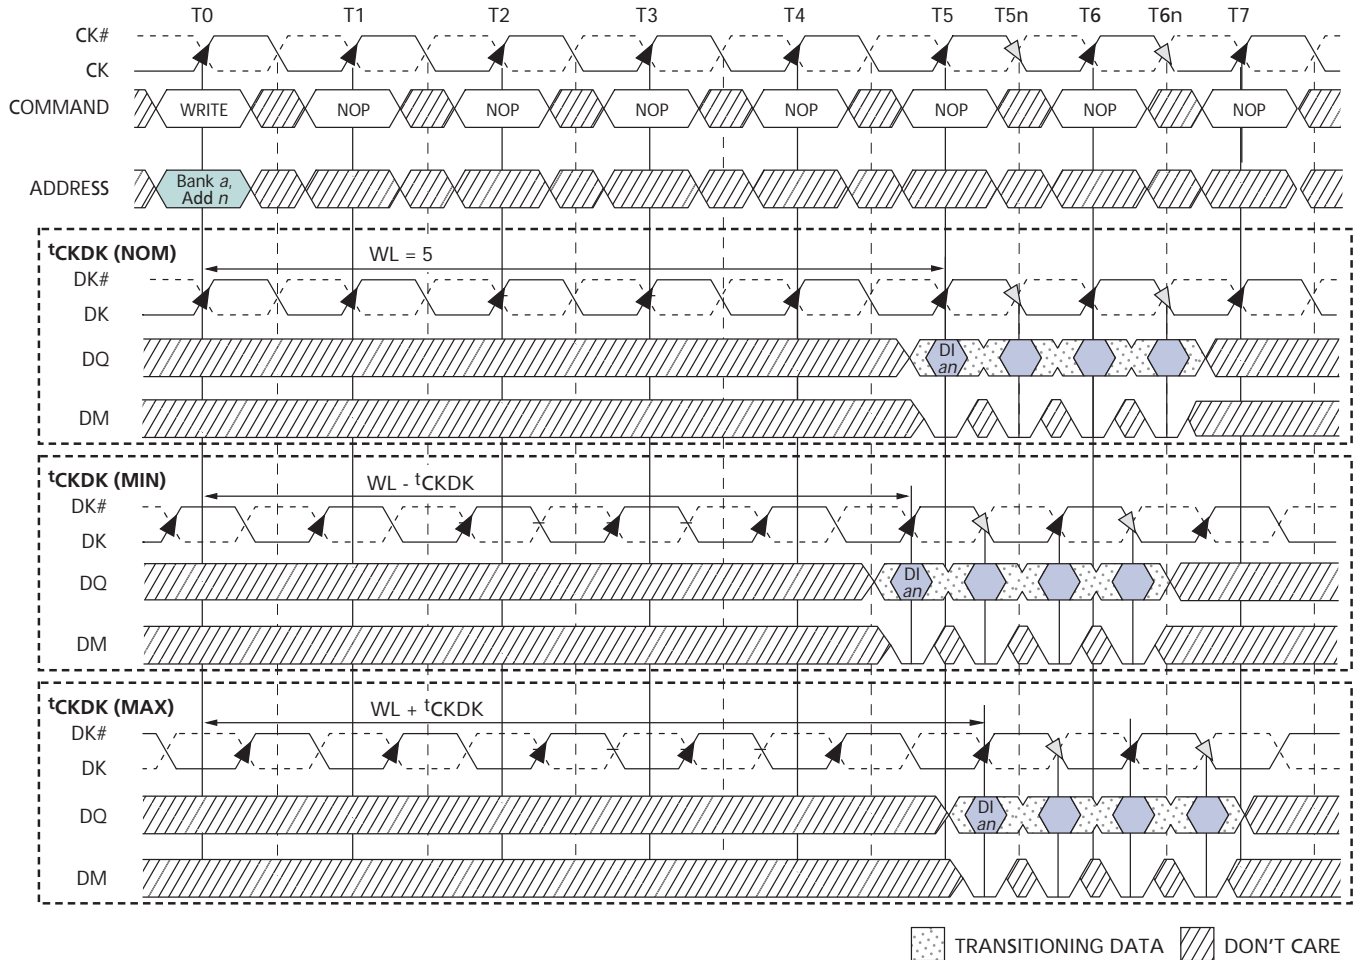 T0 T1 T2 T3 T4 T5 T5n T6 T6n T7
CK#
CK
COMMAND WRITE NOP NOP NOP NOP NOP NOP NOP
ADDRESS Bank a,
Add n
tCKDK (NOM) WL = 5
DK#
DK
DQ DI
an
DM
tCKDK (MIN) WL - tCKDK
DK#
DK
DQ DI
an
DM
tCKDK (MAX) WL + tCKDK
DK#
DK
DQ DI
an
DM
TRANSITIONING DATA DON'T CARE